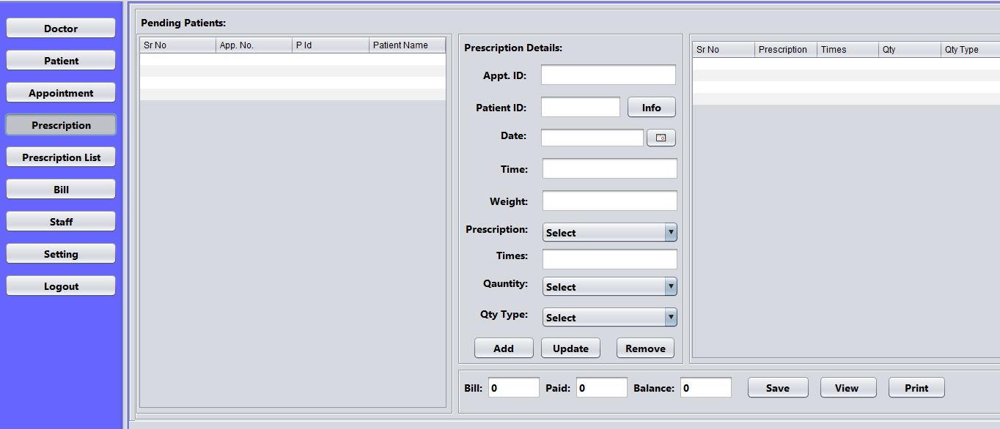 Doctor
Patient
Appointment
Prescription
Prescription List
Bill
Staff
Setting
Logout
Pending Patients:
Sr No App. No. P Id Patient Name
Prescription Details:
Appt. ID:
Patient ID: Info
Date:
Time:
Weight:
Prescription: Select
Times:
Qauntity: Select
Qty Type: Select
Add Update Remove
Sr No Prescription Times Qty Qty Type
Bill: 0 Paid: 0 Balance: 0 Save View Print